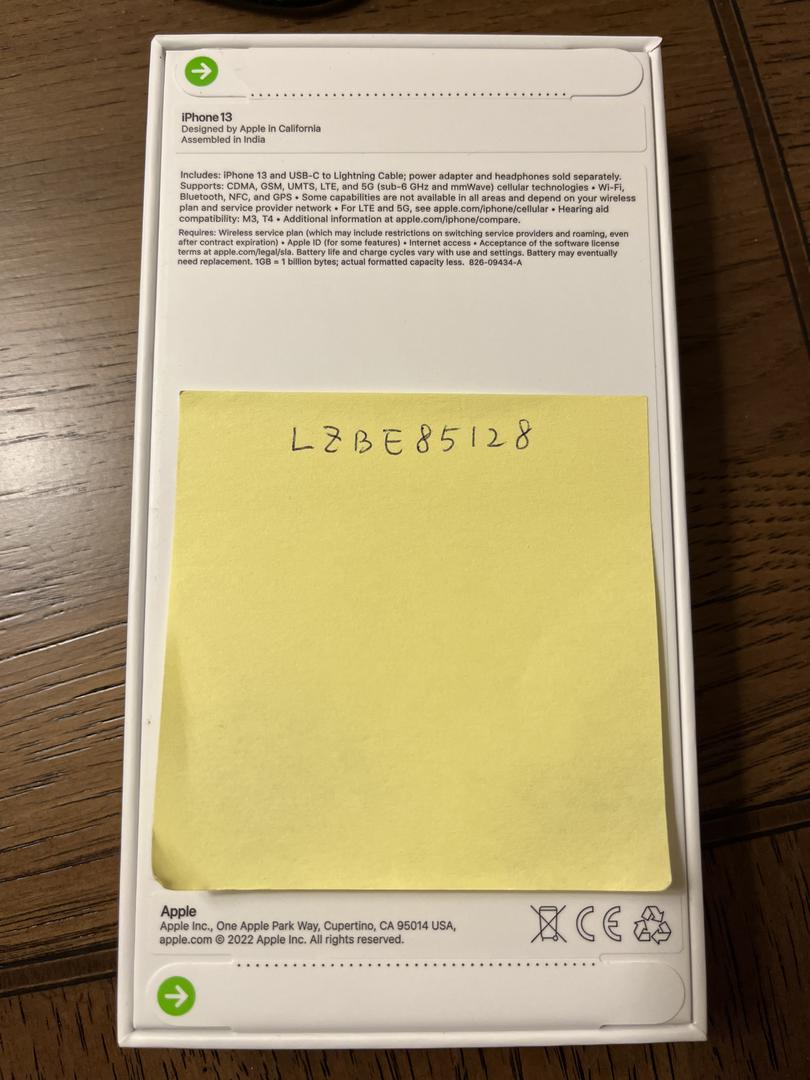 iPhone 13
Designed by Apple in California
Assembled in India
Includes: iPhone 13 and USB-C to Lightning Cable; power adapter and headphones sold separately.
Supports: CDMA, GSM, UMTS, LTE, and 5G (sub-6 GHz and mmWave) cellular technologies • Wi-Fi,
Bluetooth, NFC, and GPS • Some capabilities are not available in all areas and depend on your wireless
plan and service provider network • For LTE and 5G, see apple.com/iphone/cellular • Hearing aid
compatibility: M3, T4 • Additional information at apple.com/iphone/compare.
Requires: Wireless service plan (which may include restrictions on switching service providers and roaming, even
after contract expiration) • Apple ID (for some features) • Internet access • Acceptance of the software license
terms at apple.com/legal/sla. Battery life and charge cycles vary with use and settings. Battery may eventually
need replacement. 1GB = 1 billion bytes; actual formatted capacity less. 826-09434-A
LZBE85128
Apple
Apple Inc., One Apple Park Way, Cupertino, CA 95014 USA,
apple.com © 2022 Apple Inc. All rights reserved.
CE